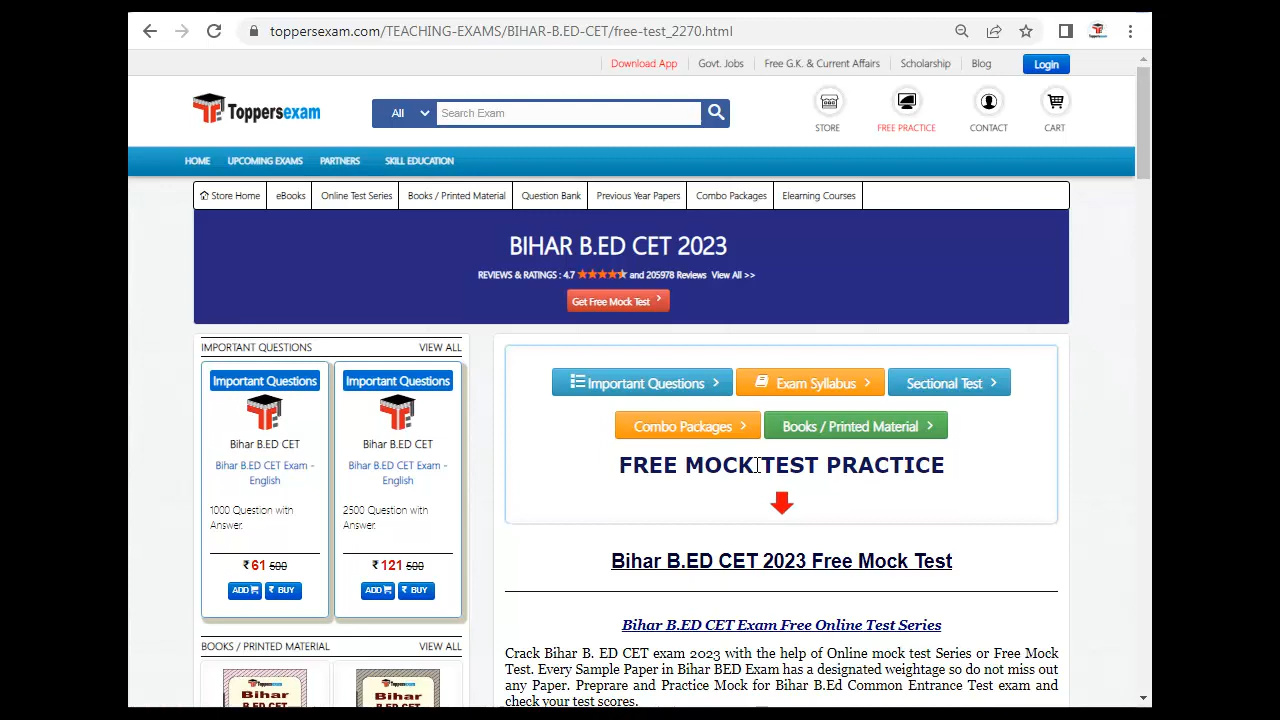 toppersexam.com/TEACHING-EXAMS/BIHAR-B.ED-CET/free-test_2270.html
Download App
Govt. Jobs
Free G.K. & Current Affairs
Scholarship
Blog
Login
Toppersexam
All
Search Exam
STORE
FREE PRACTICE
CONTACT
CART
HOME
UPCOMING EXAMS
PARTNERS
SKILL EDUCATION
Store Home
eBooks
Online Test Series
Books / Printed Material
Question Bank
Previous Year Papers
Combo Packages
Elearning Courses
BIHAR B.ED CET 2023
REVIEWS & RATINGS : 4.7 and 205978 Reviews View All >>
Get Free Mock Test
IMPORTANT QUESTIONS
VIEW ALL
Important Questions
Bihar B.ED CET
Bihar B.ED CET Exam -
English
1000 Question with
Answer.
₹ 61 500
ADD
₹ BUY
Important Questions
Bihar B.ED CET
Bihar B.ED CET Exam -
English
2500 Question with
Answer.
₹ 121 500
ADD
₹ BUY
BOOKS / PRINTED MATERIAL
VIEW ALL
Toppersexam
Bihar
B.ED CET
Toppersexam
Bihar
B.ED CET
Important Questions
Exam Syllabus
Sectional Test
Combo Packages
Books / Printed Material
FREE MOCK TEST PRACTICE
Bihar B.ED CET 2023 Free Mock Test
Bihar B.ED CET Exam Free Online Test Series
Crack Bihar B. ED CET exam 2023 with the help of Online mock test Series or Free Mock
Test. Every Sample Paper in Bihar BED Exam has a designated weightage so do not miss out
any Paper. Preprare and Practice Mock for Bihar B.Ed Common Entrance Test exam and
check your test scores.